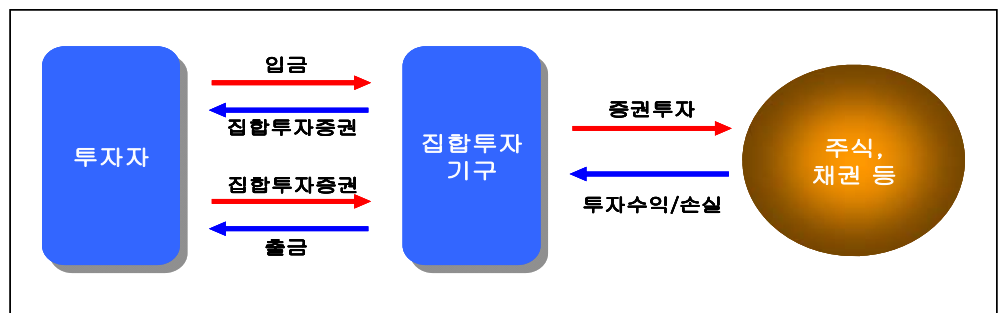 투자자
입금
집합투자증권
집합투자증권
출금
집합투자
기구
증권투자
투자수익/손실
주식,
채권 등